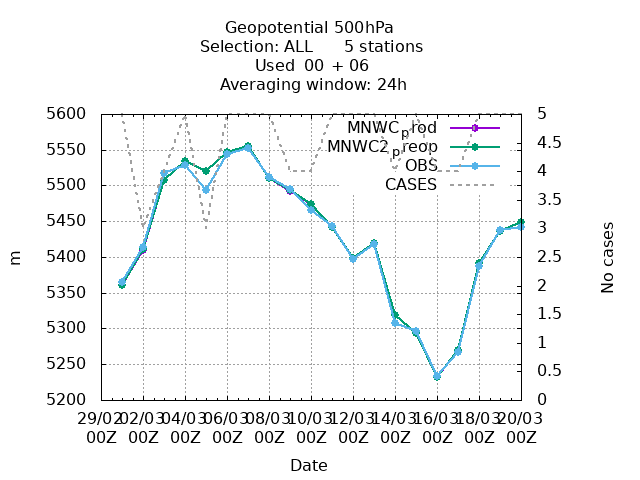 Geopotential 500hPa
Selection: ALL 5 stations
Used 00 + 06
Averaging window: 24h
5600
5550
5500
5450
5400
5350
5300
5250
5200
m
MNWC_prod
MNWC2_preop
OBS
CASES
5
4.5
4
3.5
3
2.5
2
1.5
1
0.5
0
No cases
29/02 02/03 04/03 06/03 08/03 10/03 12/03 14/03 16/03 18/03 20/03
00Z 00Z 00Z 00Z 00Z 00Z 00Z 00Z 00Z 00Z 00Z
Date